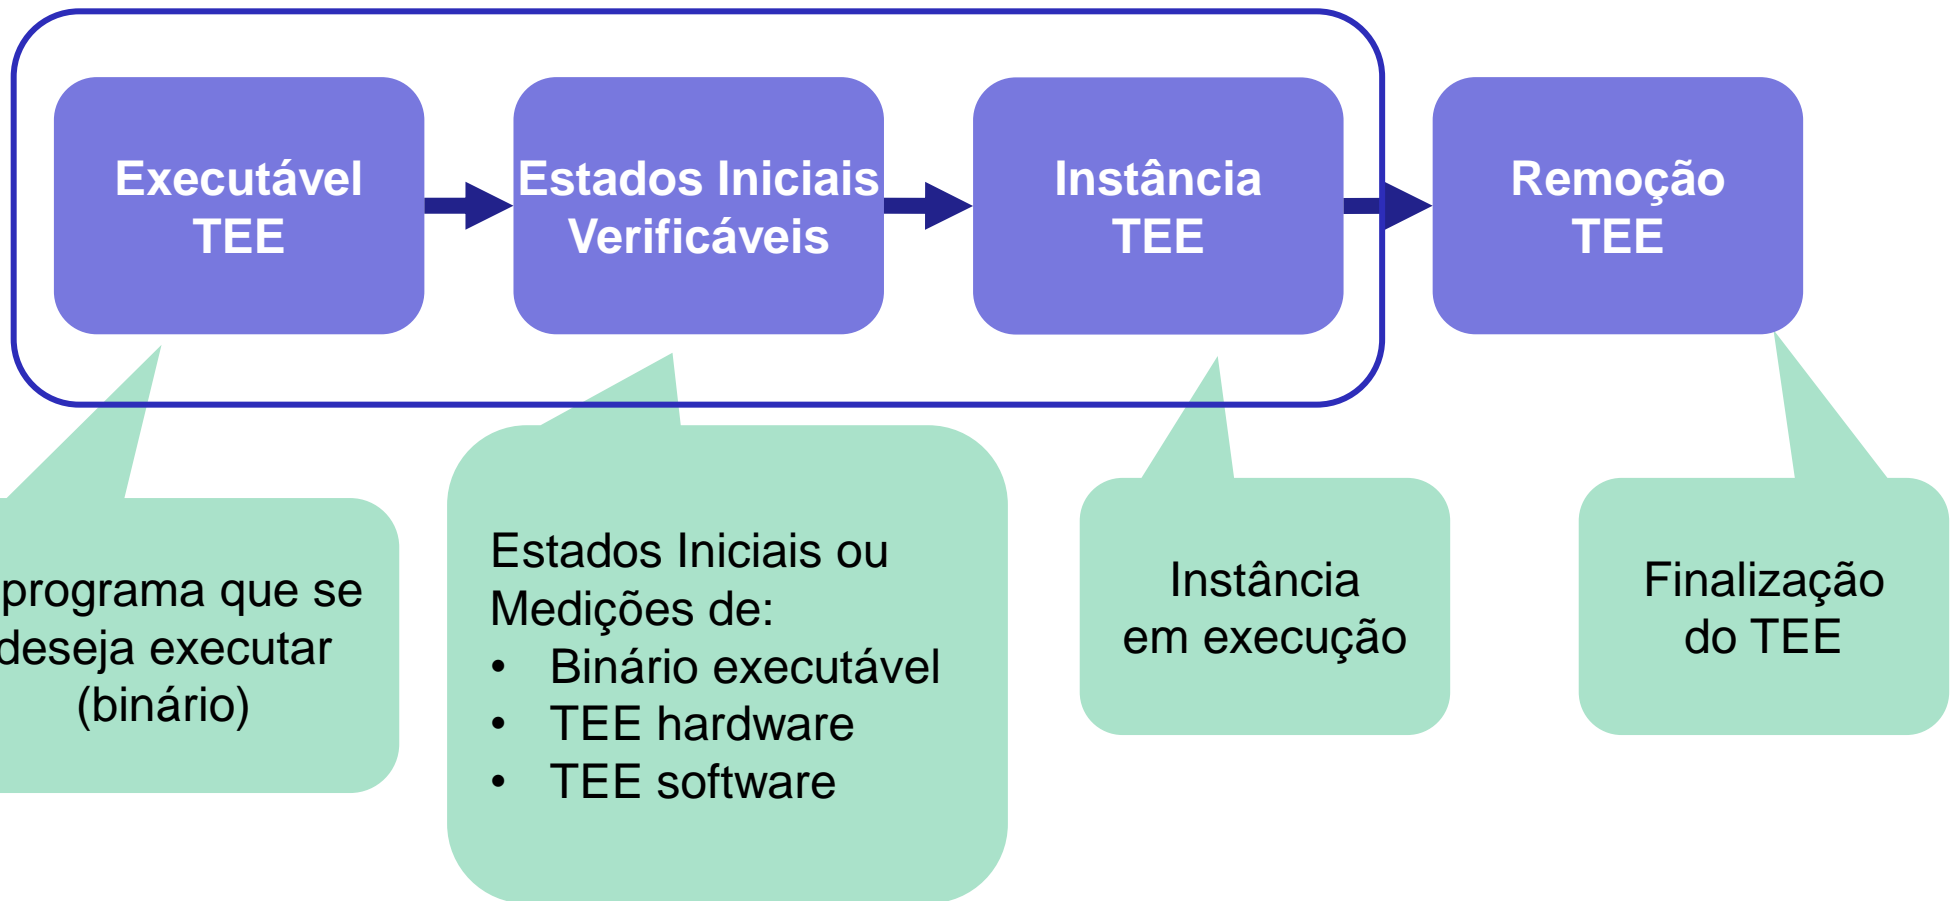 Executável
TEE
Estados Iniciais
Verificáveis
Instância
TEE
Remoção
TEE
programa que se
deseja executar
(binário)
Estados Iniciais ou
Medições de:
• Binário executável
• TEE hardware
• TEE software
Instância
em execução
Finalização
do TEE